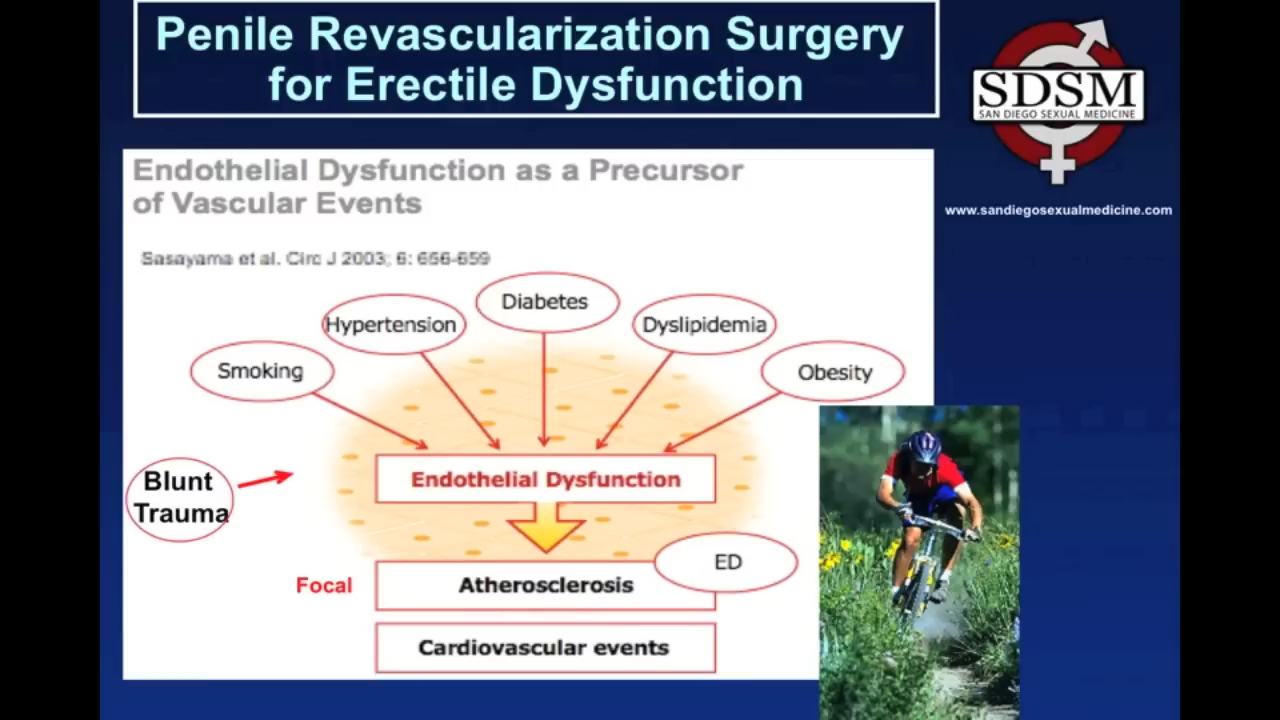 Penile Revascularization Surgery
for Erectile Dysfunction
SDSM
SAN DIEGO SEXUAL MEDICINE
www.sandiegosexualmedicine.com
Endothelial Dysfunction as a Precursor
of Vascular Events
Sasayama et al. Circ J 2003; 6: 656-659
Diabetes
Hypertension
Dyslipidemia
Smoking
Obesity
Blunt
Trauma
Endothelial Dysfunction
ED
Focal
Atherosclerosis
Cardiovascular events